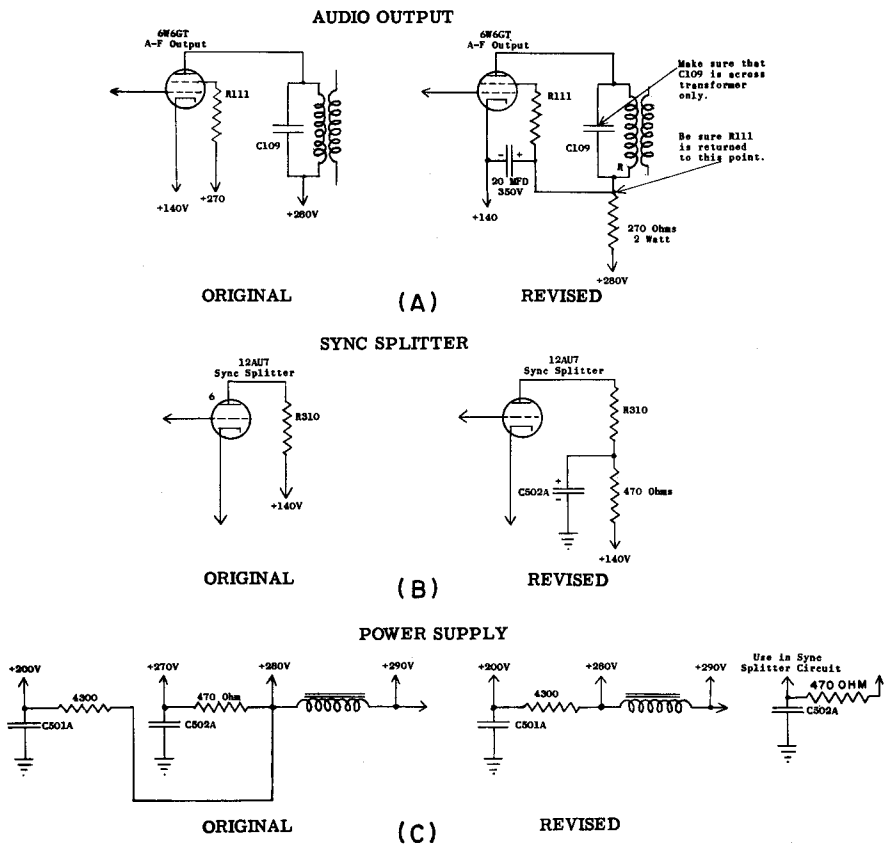 AUDIO OUTPUT
6W6GT
A-F Output
R111
C109
+140V
+270
+280V
ORIGINAL
6W6GT
A-F Output
R111
- +
20 MFD
350V
C109
R
Make sure that
C109 is across
transformer
only.
Be sure R111
is returned
to this point.
270 Ohms
2 Watt
+140
+280V
REVISED
(A)
SYNC SPLITTER
12AU7
Sync Splitter
6
R310
+140V
ORIGINAL
12AU7
Sync Splitter
R310
+
C502A
-
470 Ohms
+140V
REVISED
(B)
POWER SUPPLY
+200V
+270V
+280V
+290V
4300
470 Ohm
C501A
C502A
ORIGINAL
+200V
+280V
+290V
4300
C501A
Use in Sync
Splitter Circuit
470 OHM
C502A
REVISED
(C)